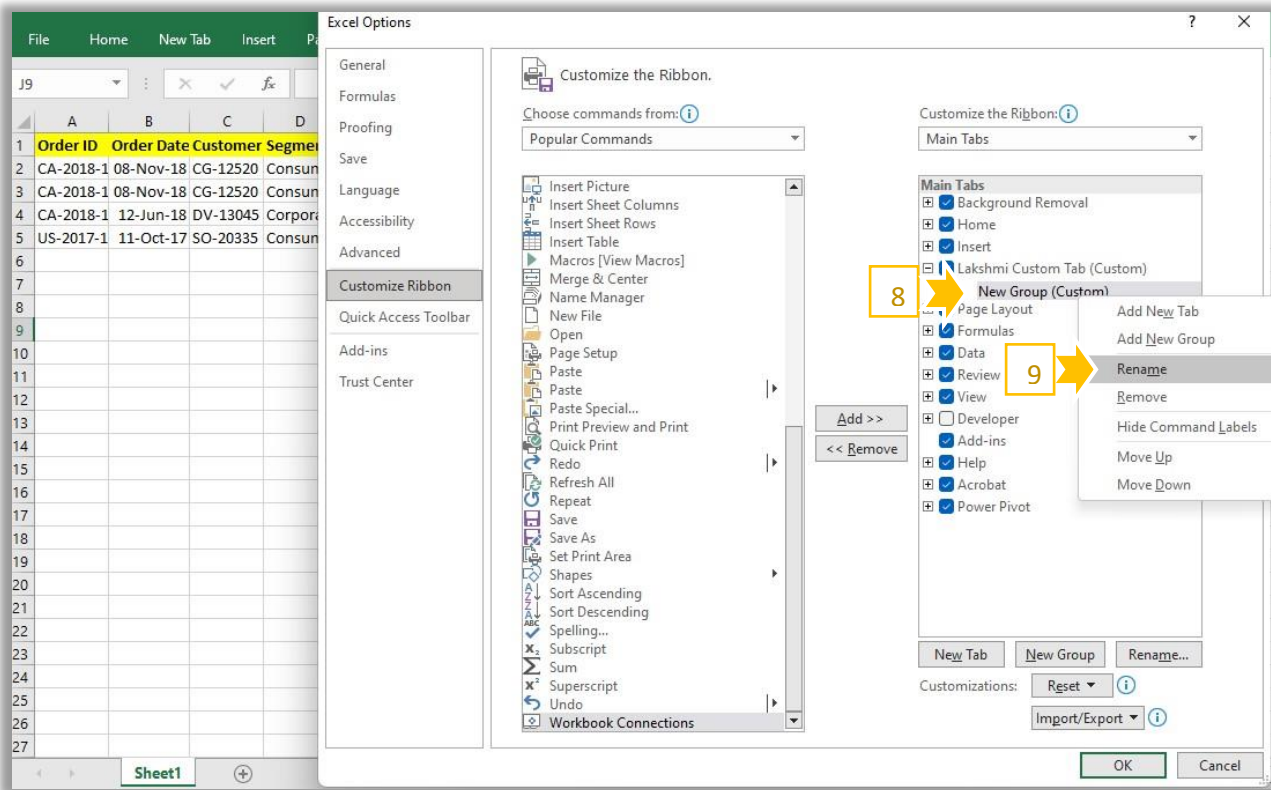 Excel Options
? ×
File Home New Tab Insert Pa
J9 fx
A B C D
1 Order ID Order Date Customer Segmen
2 CA-2018-1 08-Nov-18 CG-12520 Consum
3 CA-2018-1 08-Nov-18 CG-12520 Consum
4 CA-2018-1 12-Jun-18 DV-13045 Corpora
5 US-2017-1 11-Oct-17 SO-20335 Consum
6
7
8
9
10
11
12
13
14
15
16
17
18
19
20
21
22
23
24
25
26
27
Sheet1
General
Formulas
Proofing
Save
Language
Accessibility
Advanced
Customize Ribbon
Quick Access Toolbar
Add-ins
Trust Center
Customize the Ribbon.
Choose commands from:
Popular Commands
Insert Picture
Insert Sheet Columns
Insert Sheet Rows
Insert Table
Macros [View Macros]
Merge & Center
Name Manager
New File
Open
Page Setup
Paste
Paste
Paste Special...
Print Preview and Print
Quick Print
Redo
Refresh All
Repeat
Save
Save As
Set Print Area
Shapes
Sort Ascending
Sort Descending
Spelling...
Subscript
Sum
Superscript
Undo
Workbook Connections
Add >>
<< Remove
Customize the Ribbon:
Main Tabs
Main Tabs
Background Removal
Home
Insert
Lakshmi Custom Tab (Custom)
8
New Group (Custom)
Page Layout
Formulas
Data
Review
View
Developer
Add-ins
Help
Acrobat
Power Pivot
Add New Tab
Add New Group
9
Rename
Remove
Hide Command Labels
Move Up
Move Down
New Tab New Group Rename...
Customizations: Reset
Import/Export
OK Cancel